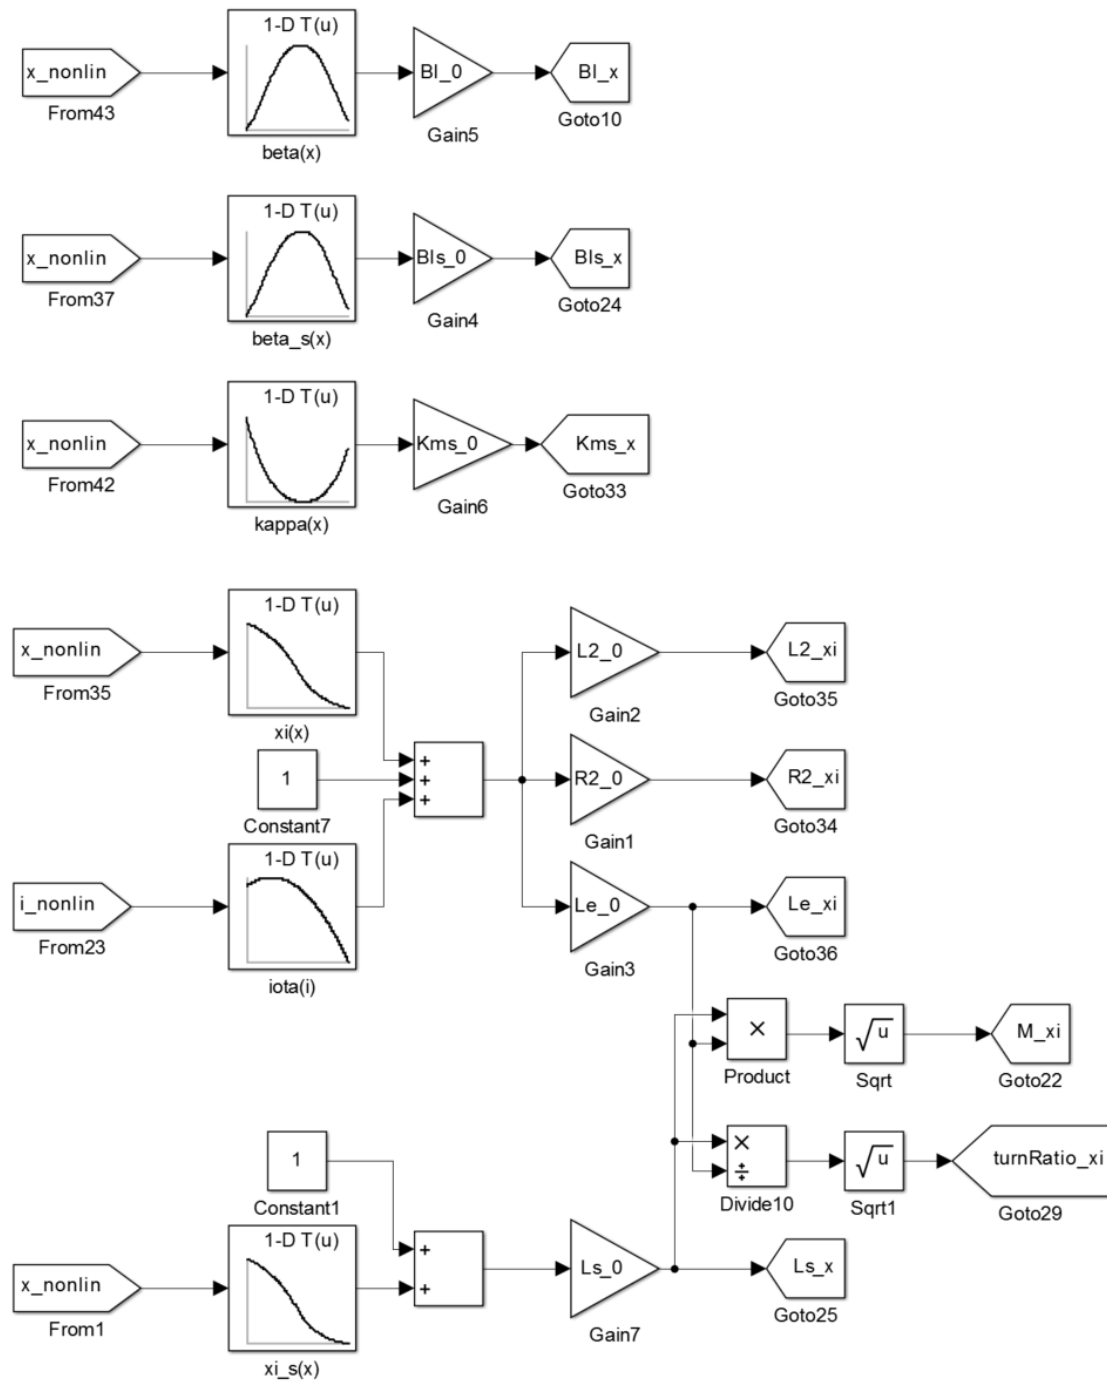 1-D T(u)
x_nonlin
Bl_0
Bl_x
From43
Gain5
Goto10
beta(x)
1-D T(u)
x_nonlin
Bls_0
Bls_x
From37
Gain4
Goto24
beta_s(x)
1-D T(u)
x_nonlin
Kms_0
Kms_x
From42
Gain6
Goto33
kappa(x)
1-D T(u)
x_nonlin
L2_0
L2_xi
From35
Gain2
Goto35
xi(x)
+
1
+
R2_0
R2_xi
+
Constant7
Gain1
Goto34
1-D T(u)
i_nonlin
Le_0
Le_xi
From23
Gain3
Goto36
iota(i)
×
√u
M_xi
Product
Sqrt
Goto22
×
1
√u
turnRatio_xi
÷
Constant1
Divide10
Sqrt1
Goto29
1-D T(u)
+
x_nonlin
+
Ls_0
Ls_x
From1
Gain7
Goto25
xi_s(x)